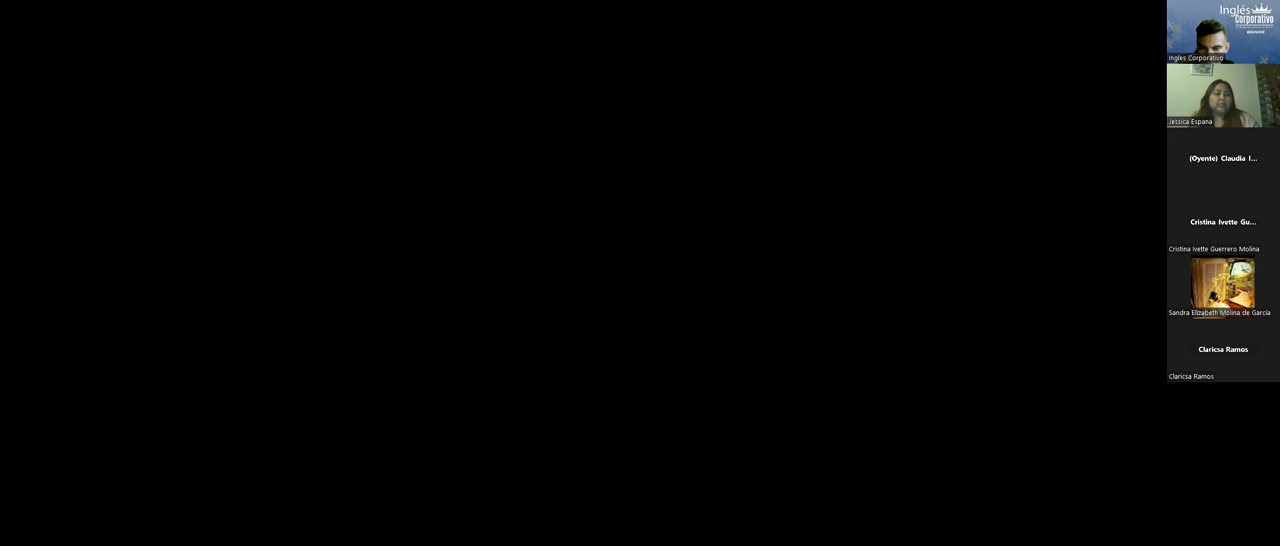 Inglés
Corporativo
BEGINNER
Ingles Corporativo
Jessica Espana
(Oyente) Claudia I...
Cristina Ivette Gu...
Cristina Ivette Guerrero Molina
Sandra Elizabeth Molina de García
Claricsa Ramos
Claricsa Ramos